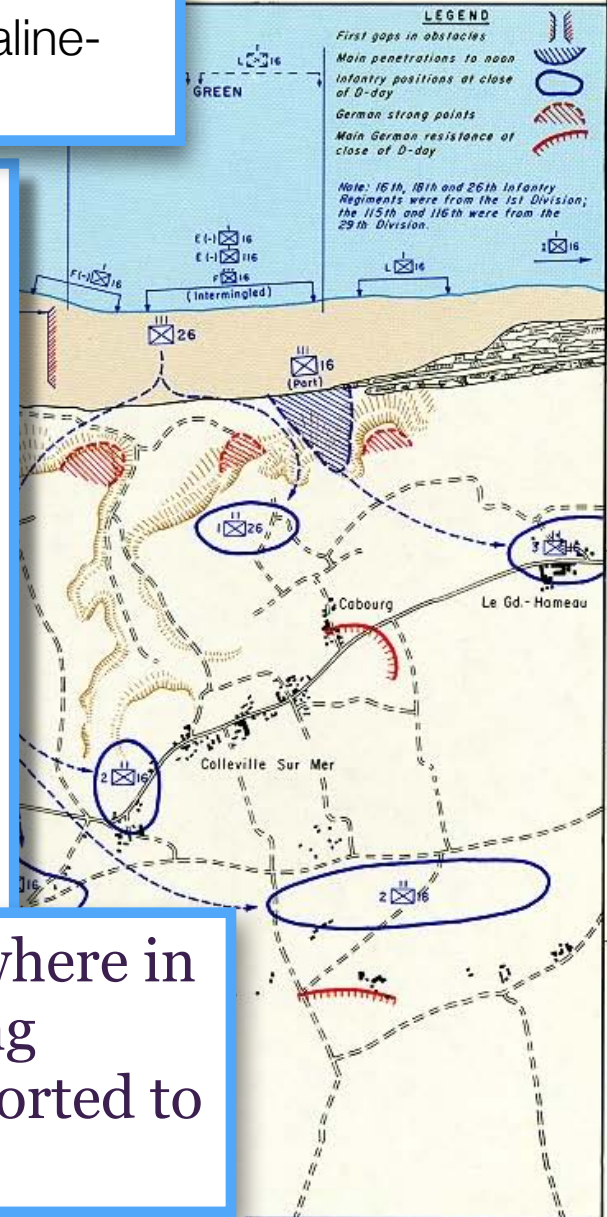 aline-
LEGEND
First gaps in obstacles
Main penetrations to noon
Infantry positions at close
of D-day
German strong points
Main German resistance at
close of D-day
Note: 16th, 18th and 26th Infantry
Regiments were from the 1st Division;
the 115th and 116th were from the
29th Division.
L 16
GREEN
I 16
E (-) 16
E (-) 116
F (-) 16
F 16
(Intermingled)
L 16
26
16
(Part)
1 26
3 16
Cabourg
Le Gd.-Hameau
2 16
Colleville Sur Mer
16
2 16
where in
g
orted to